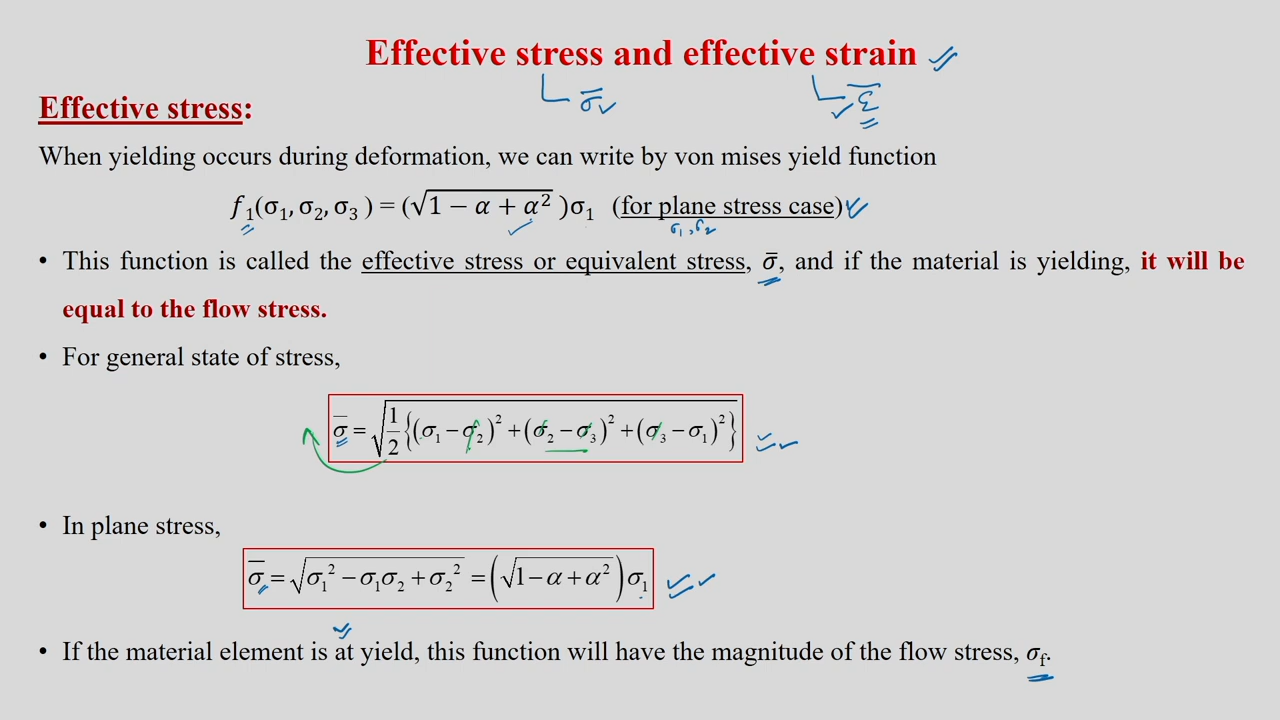 Effective stress and effective strain
σ̄ ε̄
Effective stress:
When yielding occurs during deformation, we can write by von mises yield function
f₁(σ₁, σ₂, σ₃ ) = (√(1 − α + α²) )σ₁ (for plane stress case)
σ₁, σ₂
• This function is called the effective stress or equivalent stress, σ̄, and if the material is yielding, it will be
equal to the flow stress.
• For general state of stress,
σ̄ = √(1/2 {(σ₁ − σ₂)² + (σ₂ − σ₃)² + (σ₃ − σ₁)²})
• In plane stress,
σ̄ = √(σ₁² − σ₁σ₂ + σ₂²) = (√(1 − α + α²)) σ₁
• If the material element is at yield, this function will have the magnitude of the flow stress, σf.